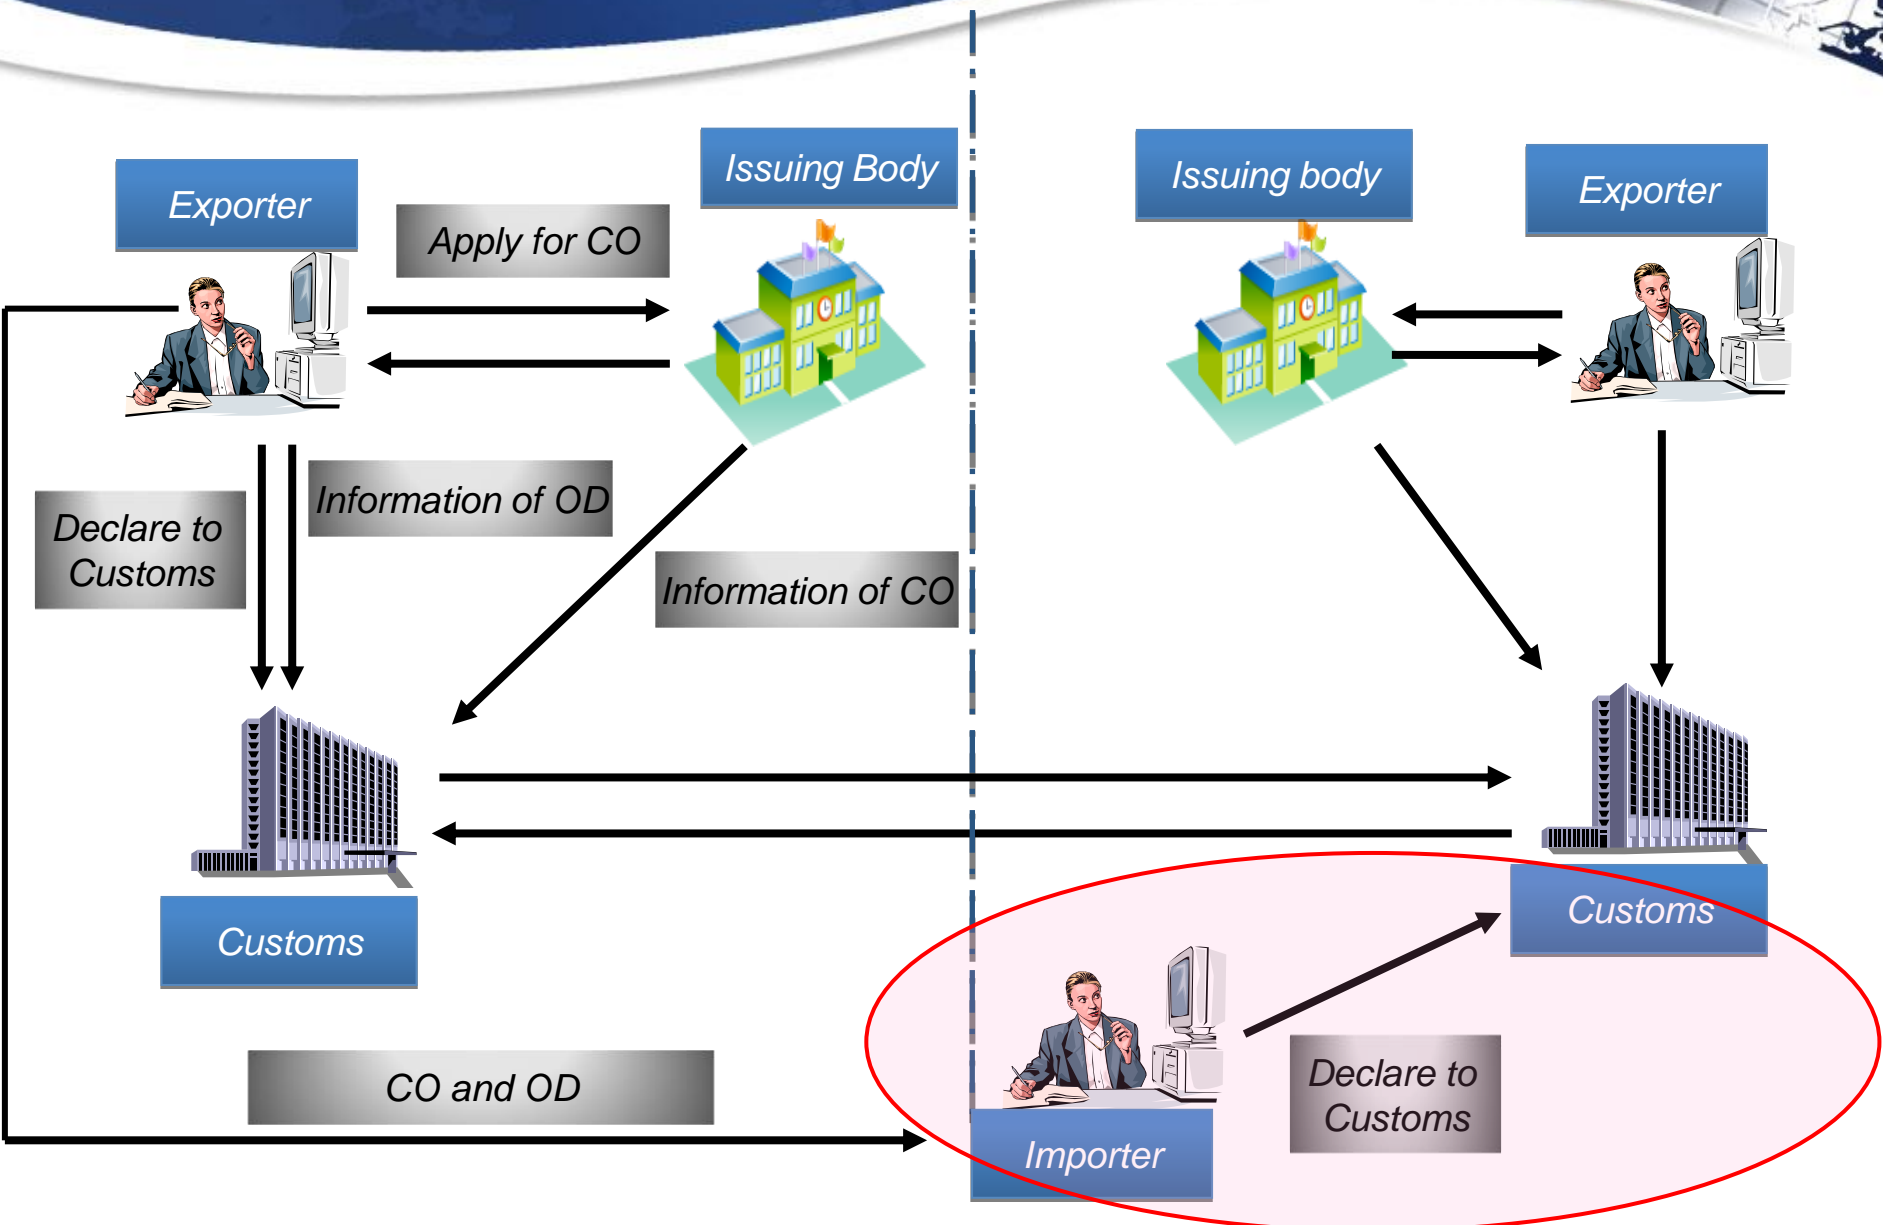 Issuing Body
Exporter
Apply for CO
Issuing body
Exporter
Information of OD
Declare to
Customs
Information of CO
Customs
Customs
CO and OD
Declare to
Customs
Importer